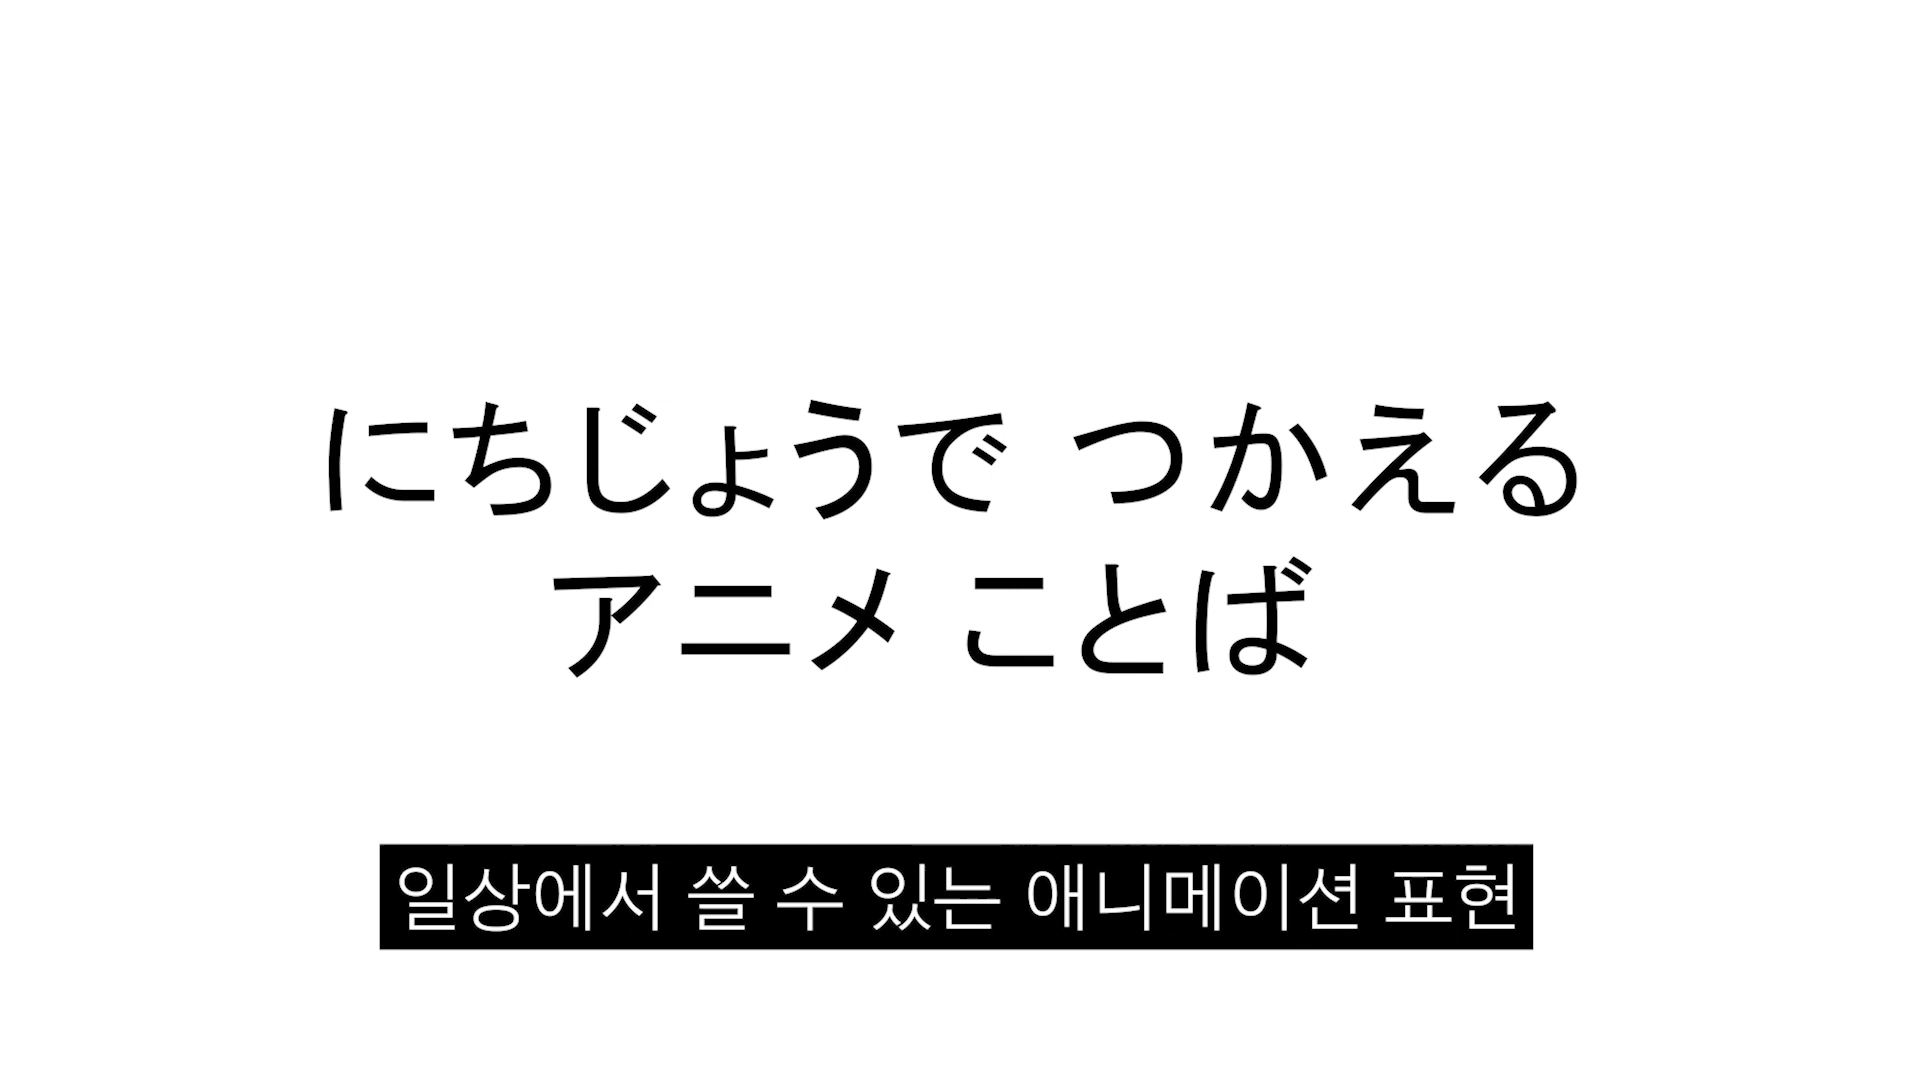 にちじょうで つかえる
アニメ ことば
일상에서 쓸 수 있는 애니메이션 표현